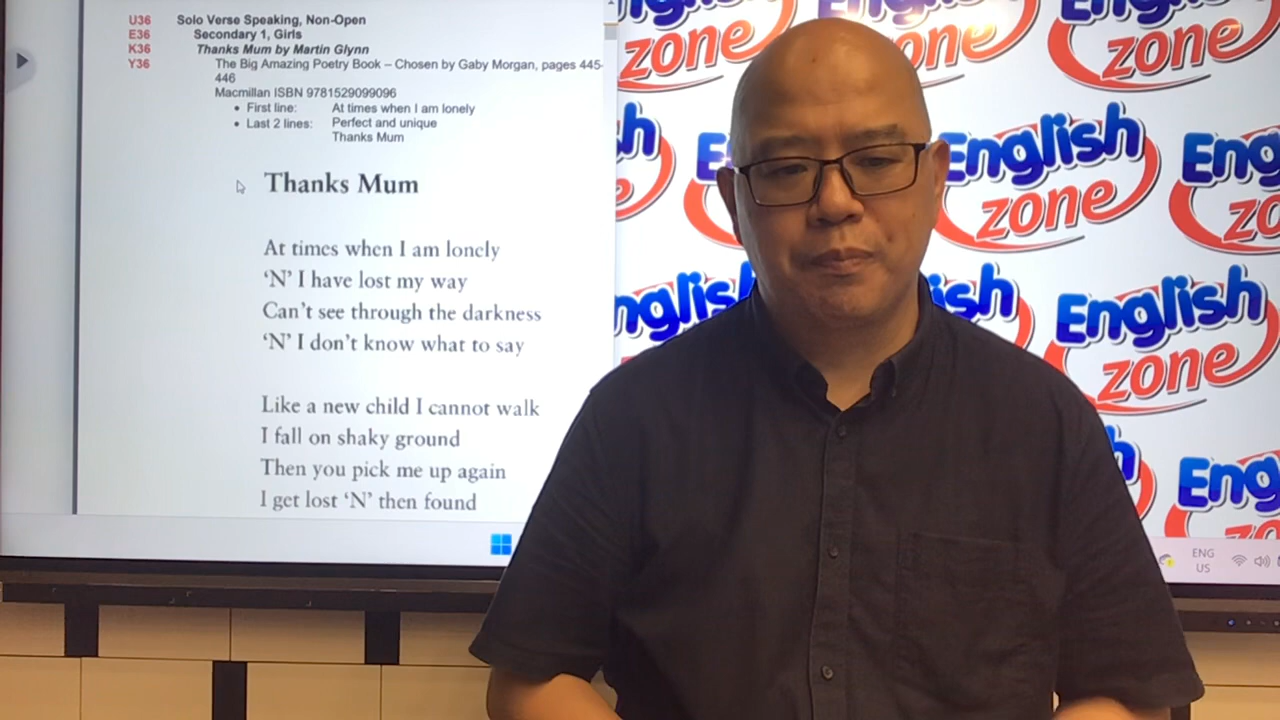 U36 Solo Verse Speaking, Non-Open
E36 Secondary 1, Girls
K36 Thanks Mum by Martin Glynn
Y36 The Big Amazing Poetry Book – Chosen by Gaby Morgan, pages 445-
446
Macmillan ISBN 9781529099096
• First line: At times when I am lonely
• Last 2 lines: Perfect and unique
Thanks Mum
Thanks Mum
At times when I am lonely
‘N’ I have lost my way
Can’t see through the darkness
‘N’ I don’t know what to say
Like a new child I cannot walk
I fall on shaky ground
Then you pick me up again
I get lost ‘N’ then found
English
zone
English
zone
English
zone
English
zone
English
zone
ENG
US